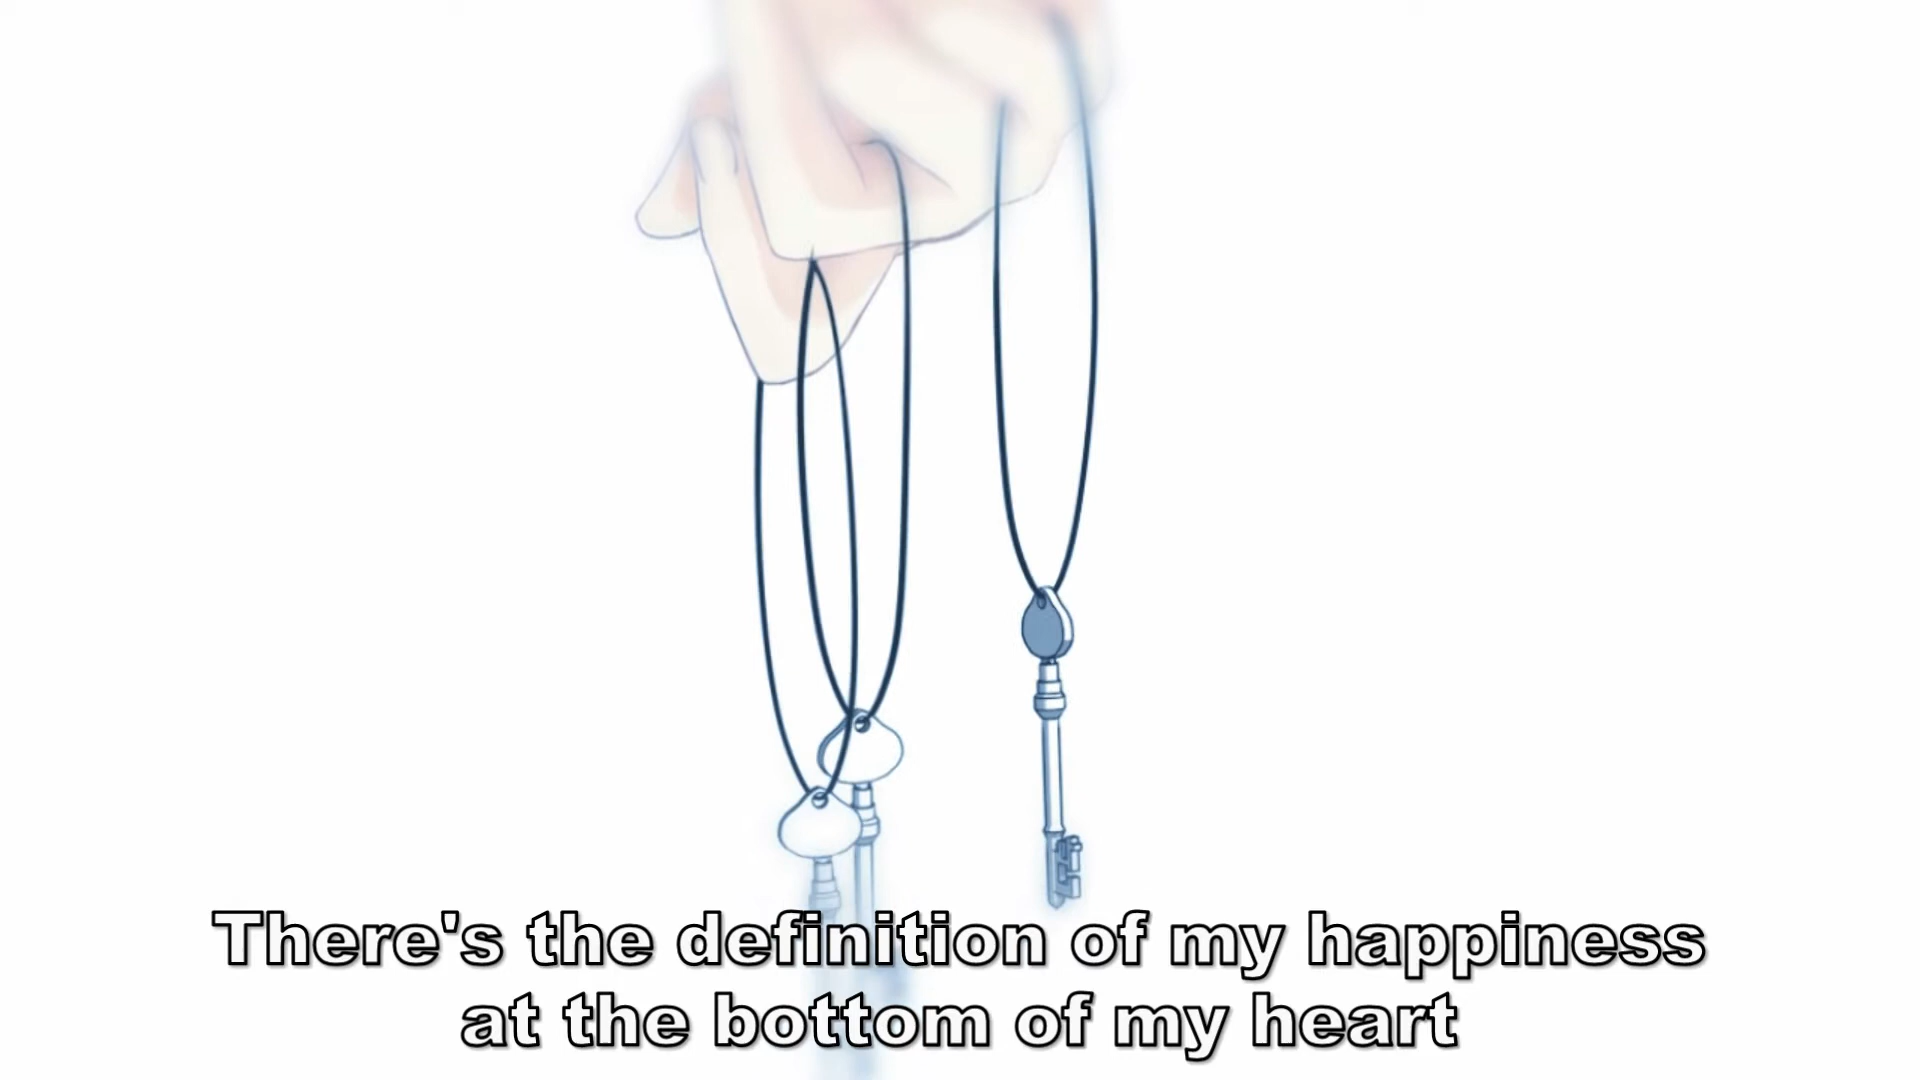 There's the definition of my happiness
at the bottom of my heart